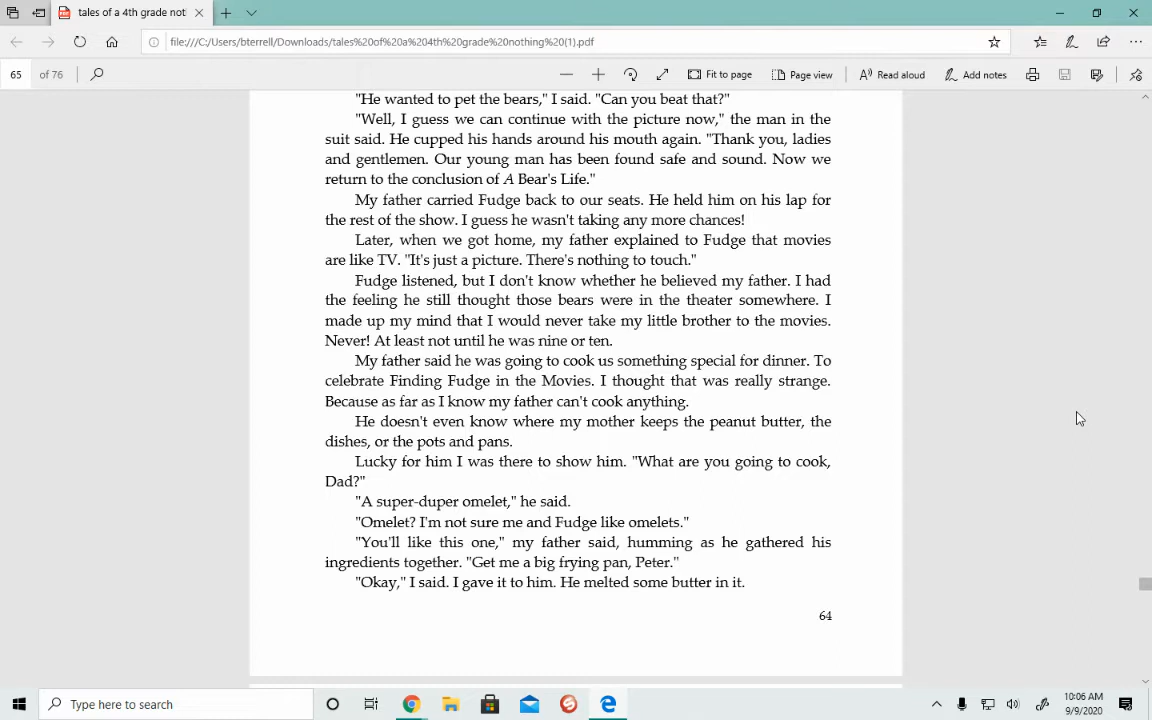 tales of a 4th grade not
file:///C:/Users/bterrell/Downloads/tales%20of%20a%204th%20grade%20nothing%20(1).pdf
65 of 76
Fit to page
Page view
Read aloud
Add notes
"He wanted to pet the bears," I said. "Can you beat that?"
"Well, I guess we can continue with the picture now," the man in the
suit said. He cupped his hands around his mouth again. "Thank you, ladies
and gentlemen. Our young man has been found safe and sound. Now we
return to the conclusion of A Bear's Life."
My father carried Fudge back to our seats. He held him on his lap for
the rest of the show. I guess he wasn't taking any more chances!
Later, when we got home, my father explained to Fudge that movies
are like TV. "It's just a picture. There's nothing to touch."
Fudge listened, but I don't know whether he believed my father. I had
the feeling he still thought those bears were in the theater somewhere. I
made up my mind that I would never take my little brother to the movies.
Never! At least not until he was nine or ten.
My father said he was going to cook us something special for dinner. To
celebrate Finding Fudge in the Movies. I thought that was really strange.
Because as far as I know my father can't cook anything.
He doesn't even know where my mother keeps the peanut butter, the
dishes, or the pots and pans.
Lucky for him I was there to show him. "What are you going to cook,
Dad?"
"A super-duper omelet," he said.
"Omelet? I'm not sure me and Fudge like omelets."
"You'll like this one," my father said, humming as he gathered his
ingredients together. "Get me a big frying pan, Peter."
"Okay," I said. I gave it to him. He melted some butter in it.
64
Type here to search
10:06 AM
9/9/2020